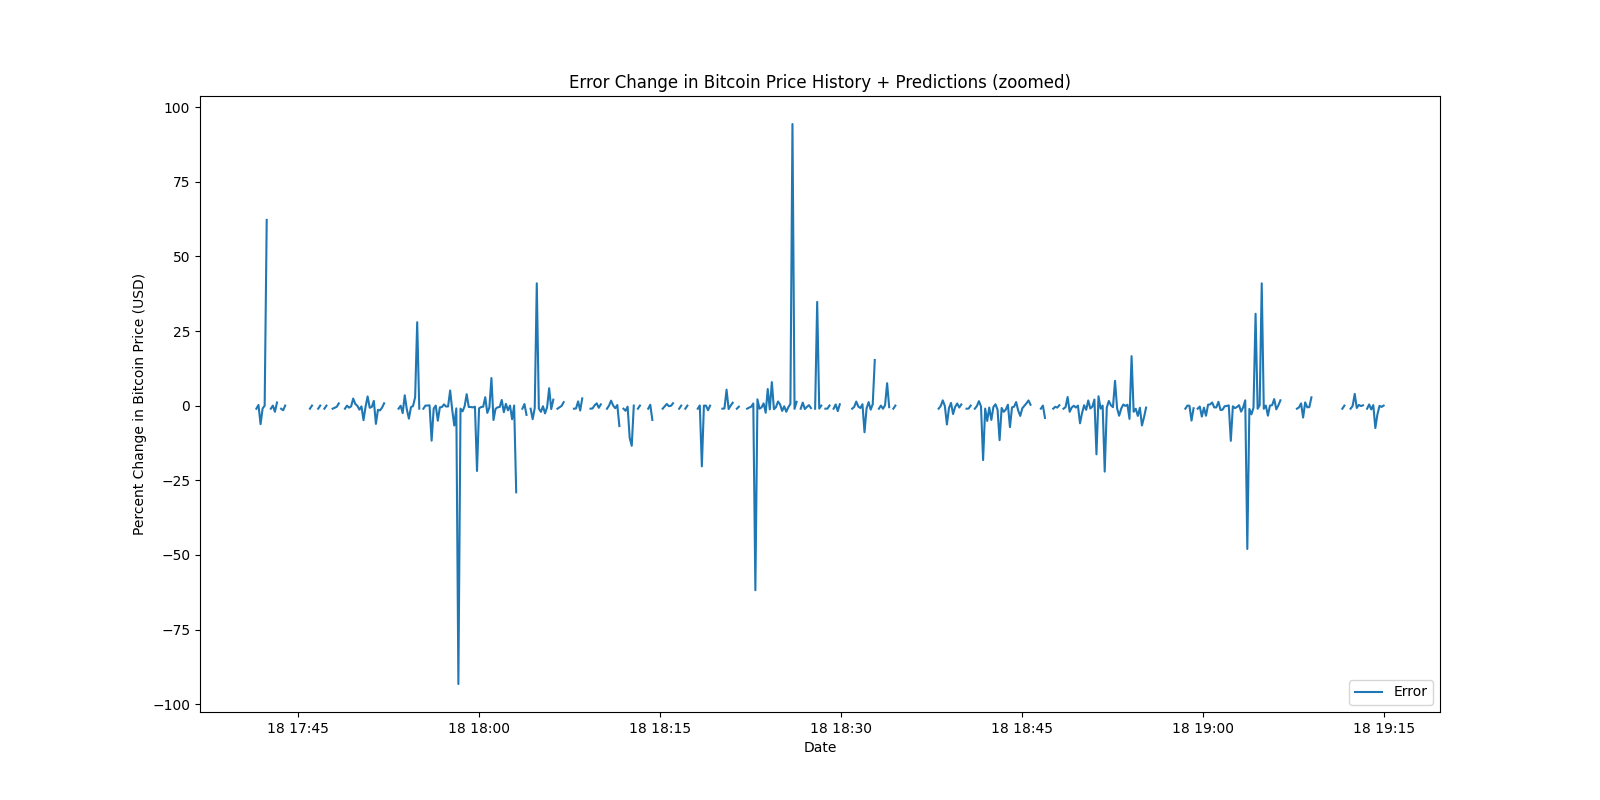 Error Change in Bitcoin Price History + Predictions (zoomed)
100
75
50
25
0
−25
−50
−75
−100
Percent Change in Bitcoin Price (USD)
Error
18 17:45 18 18:00 18 18:15 18 18:30 18 18:45 18 19:00 18 19:15
Date